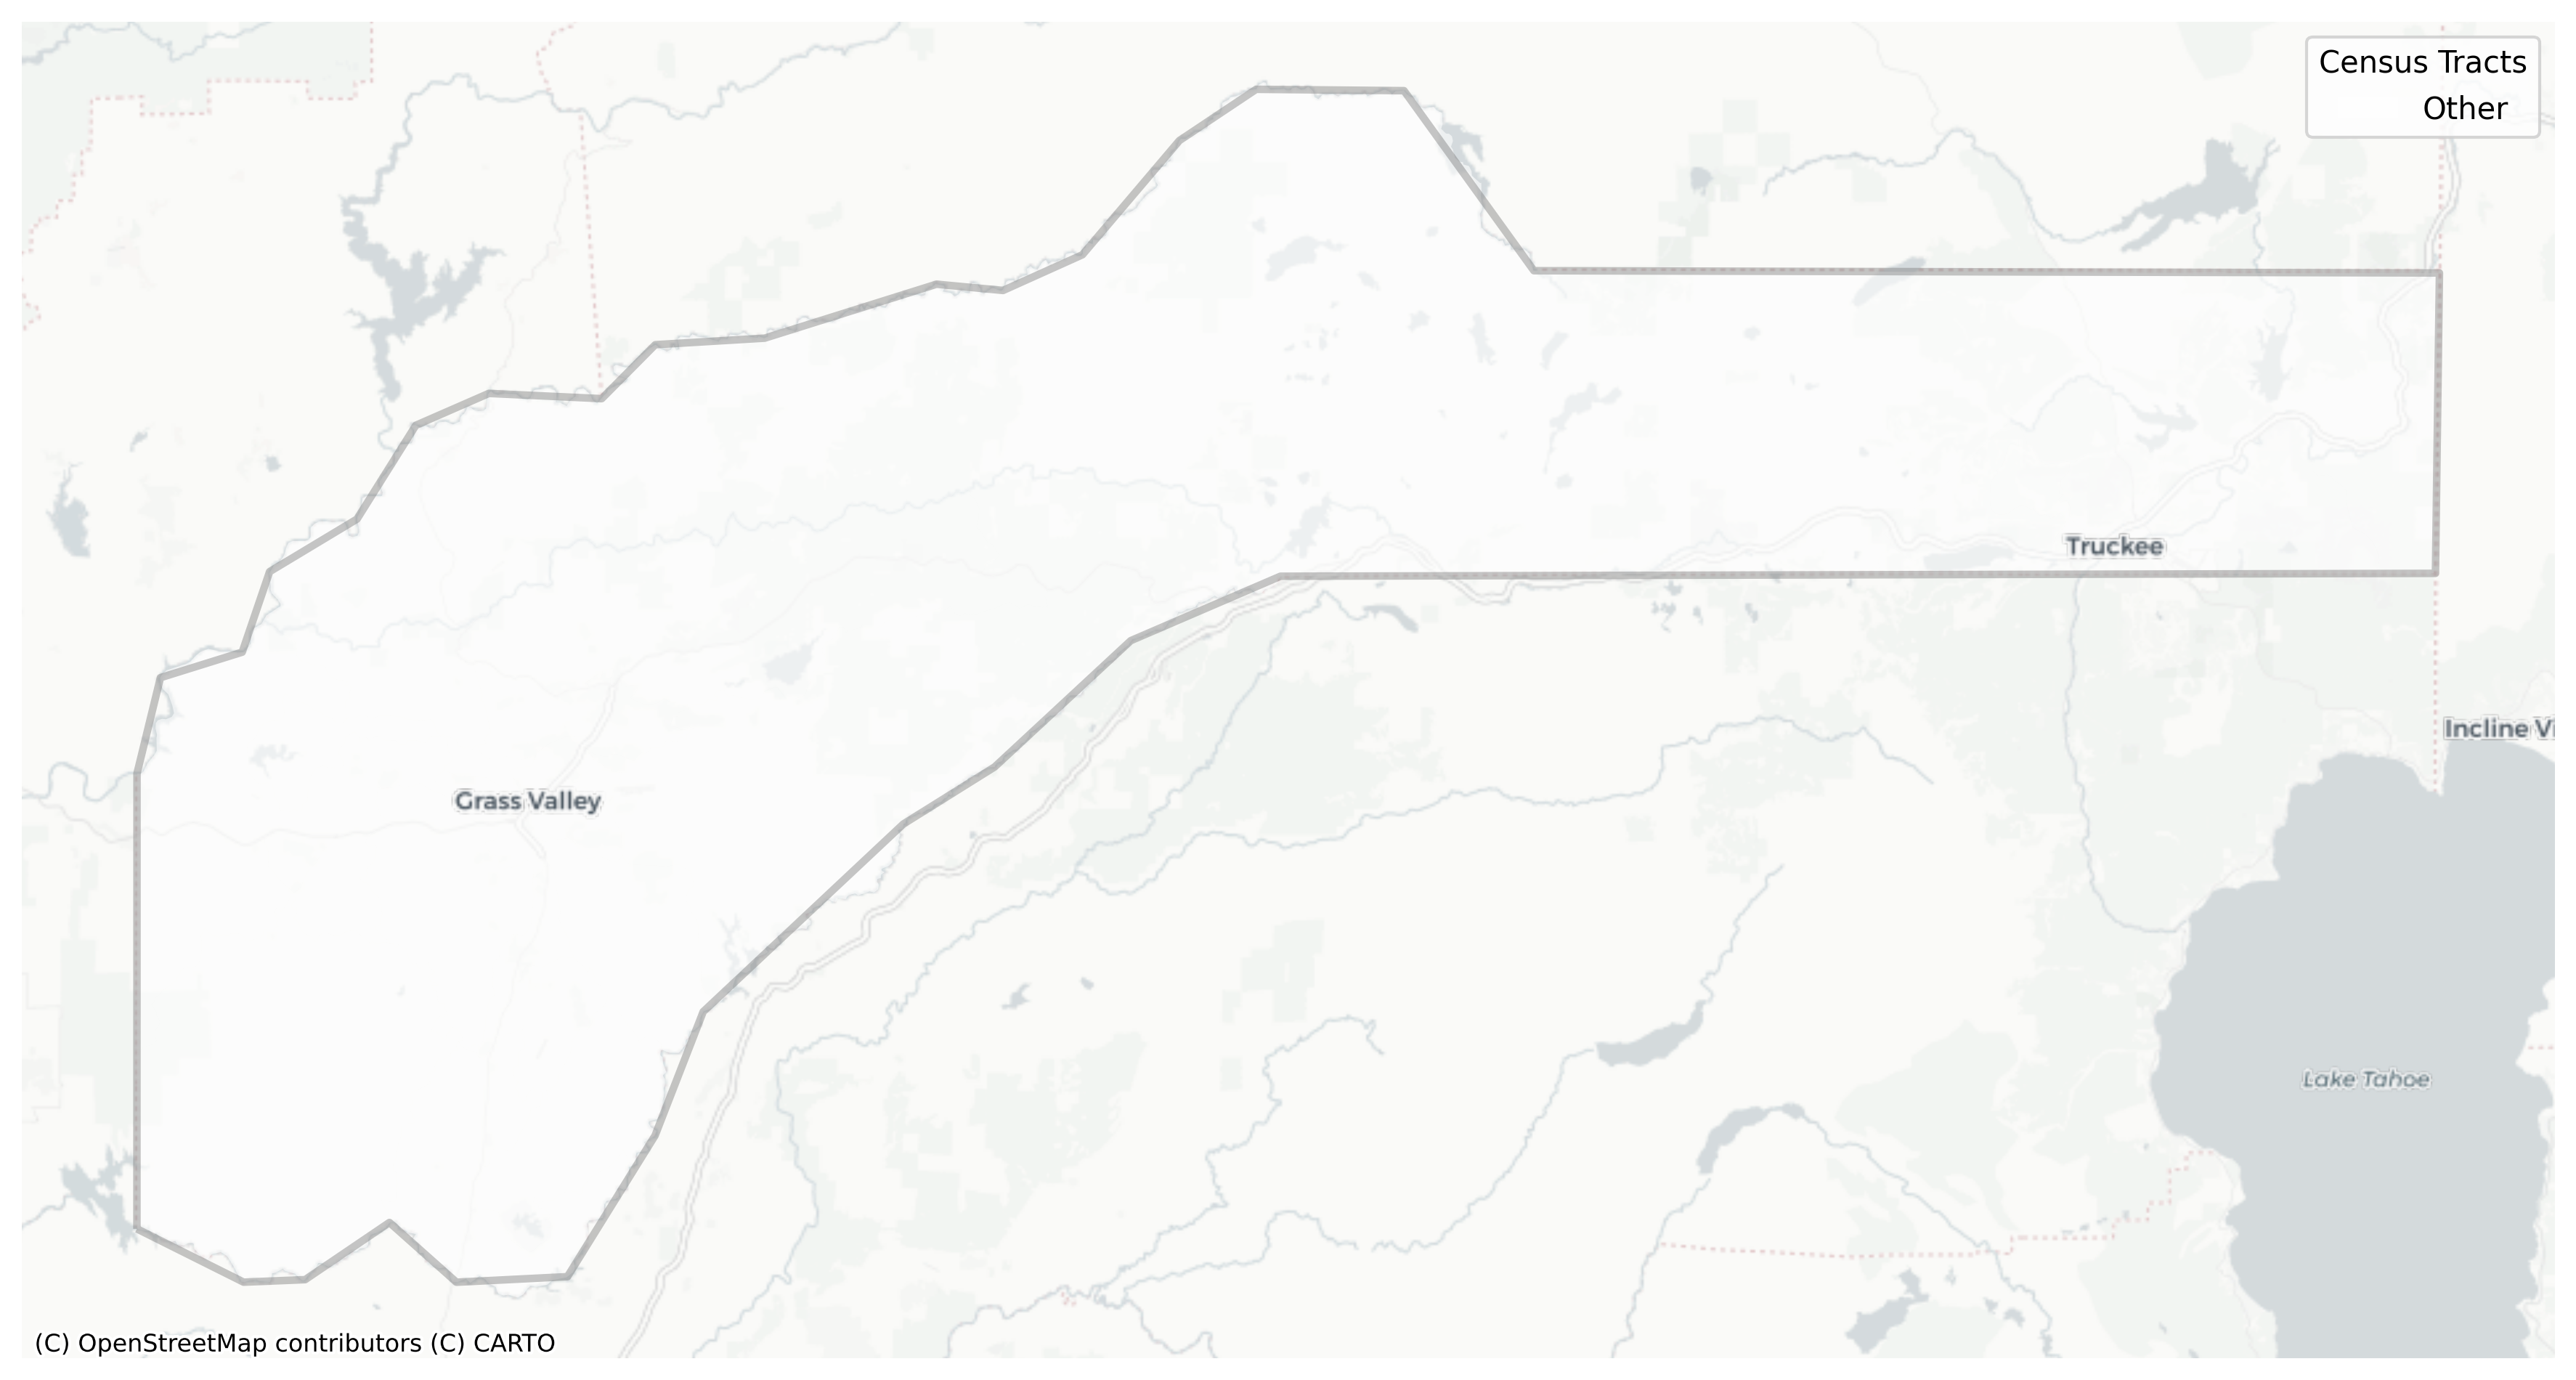 Census Tracts
Other
Truckee
Incline Vi
Grass Valley
Lake Tahoe
(C) OpenStreetMap contributors (C) CARTO